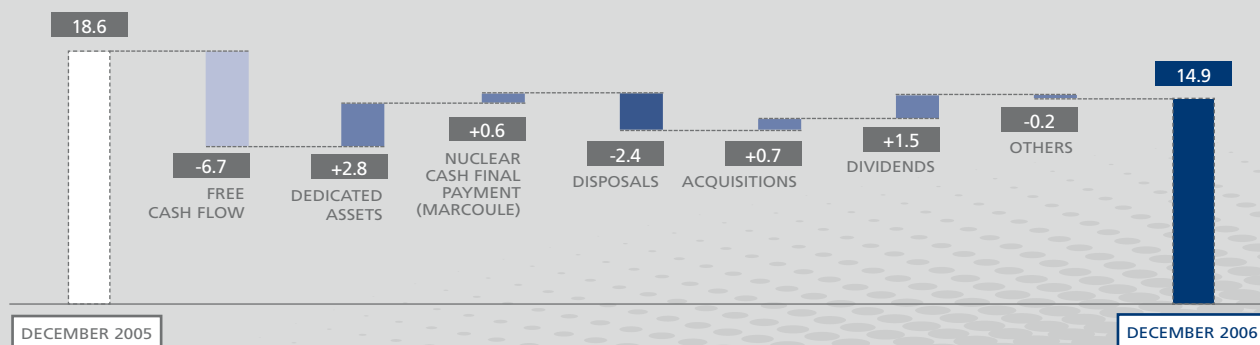 18.6
-6.7
FREE
CASH FLOW
+2.8
DEDICATED
ASSETS
+0.6
NUCLEAR
CASH FINAL
PAYMENT
(MARCOULE)
-2.4
DISPOSALS
+0.7
ACQUISITIONS
+1.5
DIVIDENDS
-0.2
OTHERS
14.9
DECEMBER 2005
DECEMBER 2006